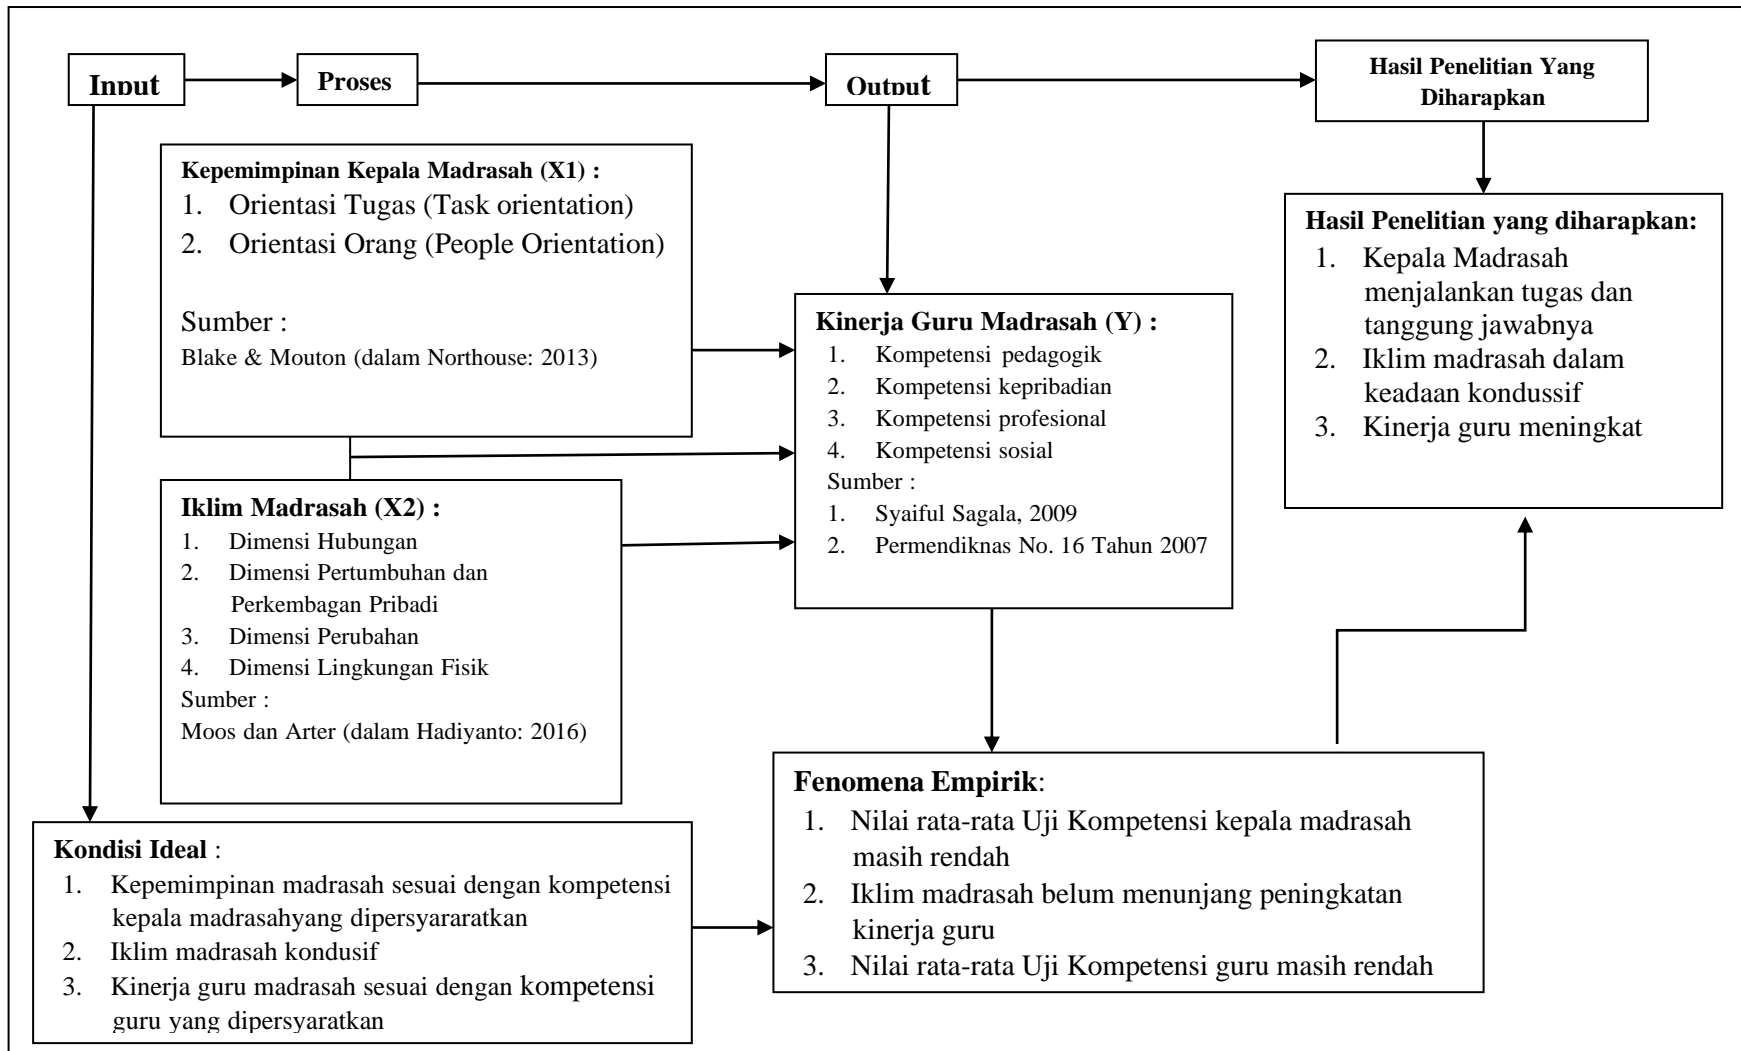 Input
Proses
Output
Hasil Penelitian Yang
Diharapkan
Kepemimpinan Kepala Madrasah (X1) :
1. Orientasi Tugas (Task orientation)
2. Orientasi Orang (People Orientation)
Sumber :
Blake & Mouton (dalam Northouse: 2013)
Iklim Madrasah (X2) :
1. Dimensi Hubungan
2. Dimensi Pertumbuhan dan
Perkembagan Pribadi
3. Dimensi Perubahan
4. Dimensi Lingkungan Fisik
Sumber :
Moos dan Arter (dalam Hadiyanto: 2016)
Kinerja Guru Madrasah (Y) :
1. Kompetensi pedagogik
2. Kompetensi kepribadian
3. Kompetensi profesional
4. Kompetensi sosial
Sumber :
1. Syaiful Sagala, 2009
2. Permendiknas No. 16 Tahun 2007
Hasil Penelitian yang diharapkan:
1. Kepala Madrasah
menjalankan tugas dan
tanggung jawabnya
2. Iklim madrasah dalam
keadaan kondussif
3. Kinerja guru meningkat
Kondisi Ideal :
1. Kepemimpinan madrasah sesuai dengan kompetensi
kepala madrasahyang dipersyararatkan
2. Iklim madrasah kondusif
3. Kinerja guru madrasah sesuai dengan kompetensi
guru yang dipersyaratkan
Fenomena Empirik:
1. Nilai rata-rata Uji Kompetensi kepala madrasah
masih rendah
2. Iklim madrasah belum menunjang peningkatan
kinerja guru
3. Nilai rata-rata Uji Kompetensi guru masih rendah